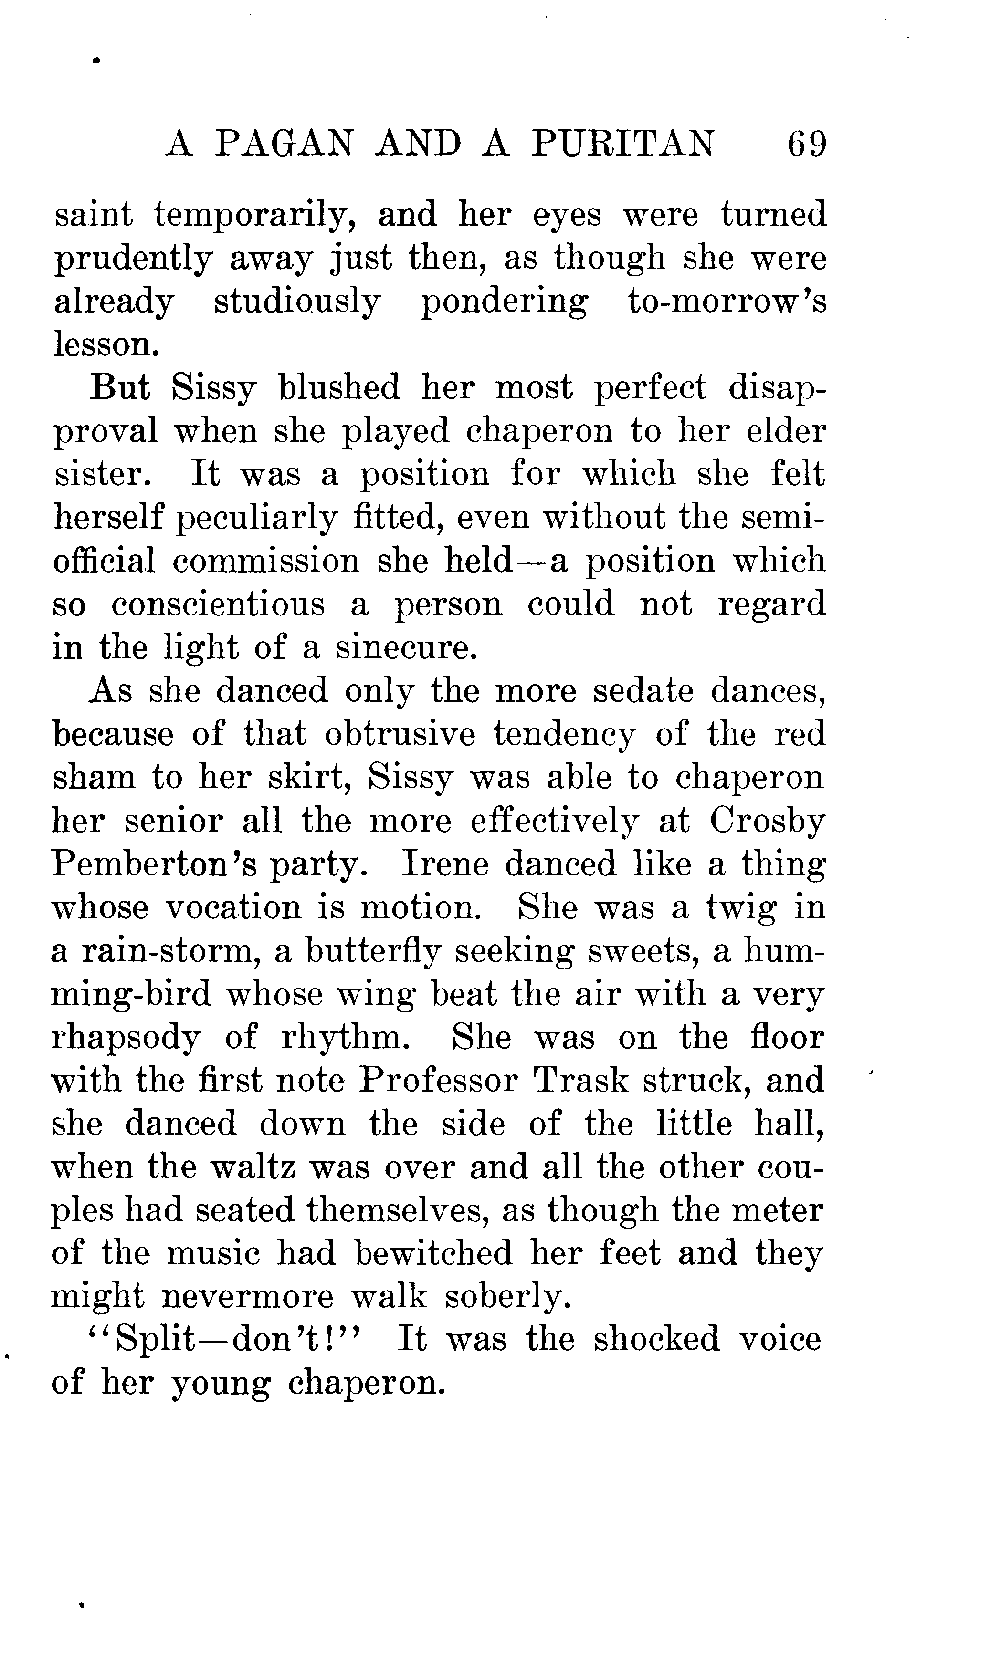 A PAGAN AND A PURITAN 69
saint temporarily, and her eyes were turned
prudently away just then, as though she were
already studiously pondering to-morrow's
lesson.
But Sissy blushed her most perfect disap-
proval when she played chaperon to her elder
sister. It was a position for which she felt
herself peculiarly fitted, even without the semi-
official commission she held—a position which
so conscientious a person could not regard
in the light of a sinecure.
As she danced only the more sedate dances,
because of that obtrusive tendency of the red
sham to her skirt, Sissy was able to chaperon
her senior all the more effectively at Crosby
Pemberton's party. Irene danced like a thing
whose vocation is motion. She was a twig in
a rain-storm, a butterfly seeking sweets, a hum-
ming-bird whose wing beat the air with a very
rhapsody of rhythm. She was on the floor
with the first note Professor Trask struck, and
she danced down the side of the little hall,
when the waltz was over and all the other cou-
ples had seated themselves, as though the meter
of the music had bewitched her feet and they
might nevermore walk soberly.
"Split—don't!" It was the shocked voice
of her young chaperon.